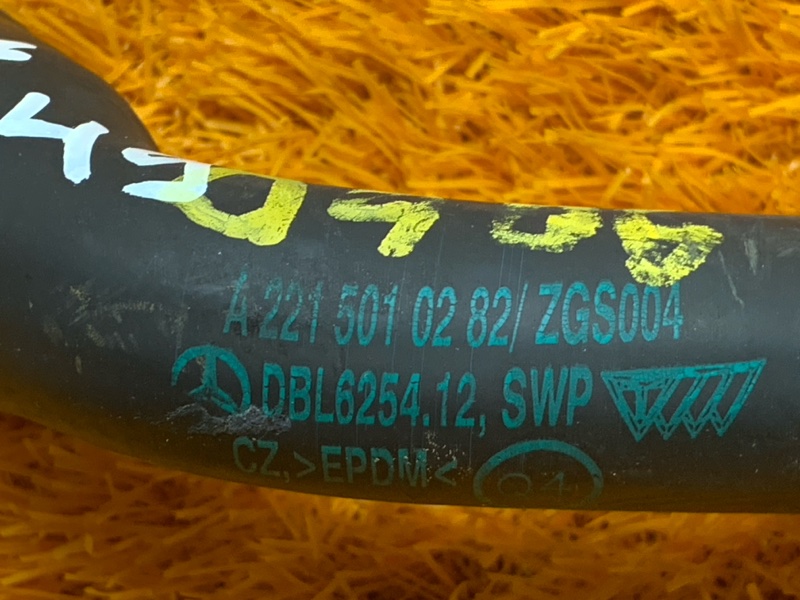 A 221 501 02 82/ ZGS004
DBL6254.12, SWP
CZ,>EPDM<